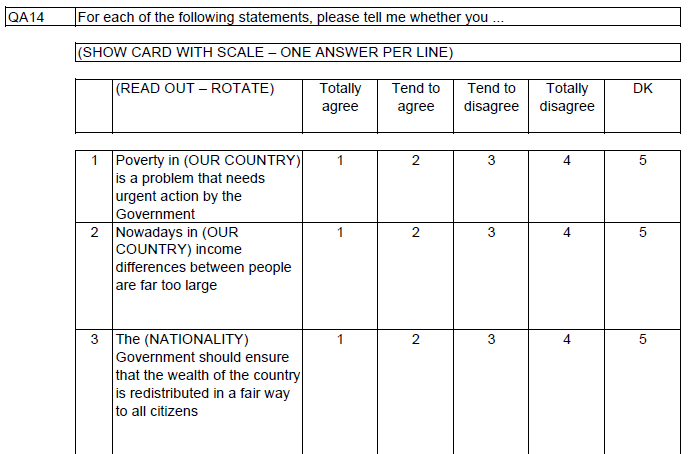 QA14 For each of the following statements, please tell me whether you ...
(SHOW CARD WITH SCALE – ONE ANSWER PER LINE)
(READ OUT – ROTATE) Totally agree Tend to agree Tend to disagree Totally disagree DK
1 Poverty in (OUR COUNTRY) 1 2 3 4 5
is a problem that needs
urgent action by the
Government
2 Nowadays in (OUR 1 2 3 4 5
COUNTRY) income
differences between people
are far too large
3 The (NATIONALITY) 1 2 3 4 5
Government should ensure
that the wealth of the country
is redistributed in a fair way
to all citizens